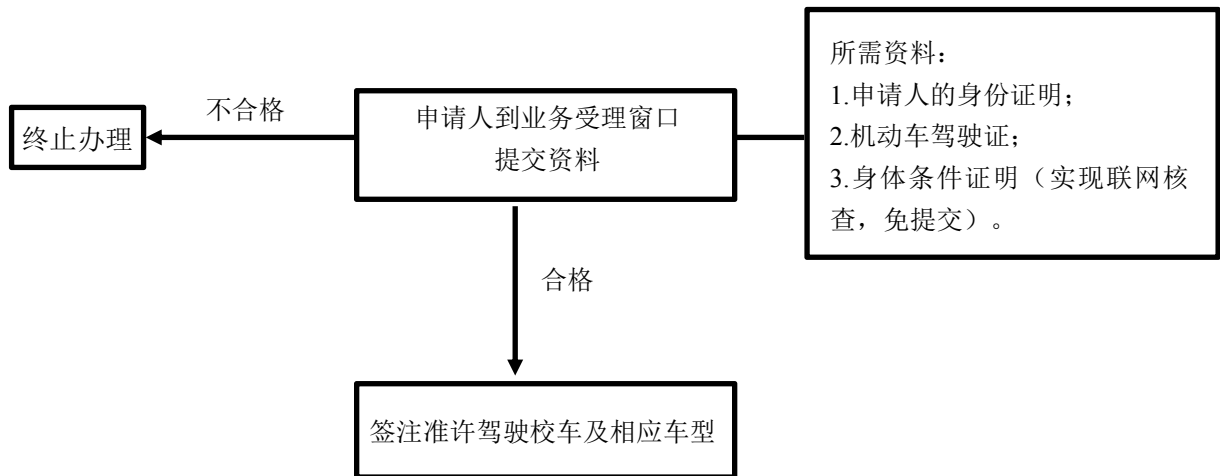 所需资料：
1.申请人的身份证明；
2.机动车驾驶证；
3.身体条件证明（实现联网核
查，免提交）。
申请人到业务受理窗口
提交资料
不合格
终止办理
合格
签注准许驾驶校车及相应车型